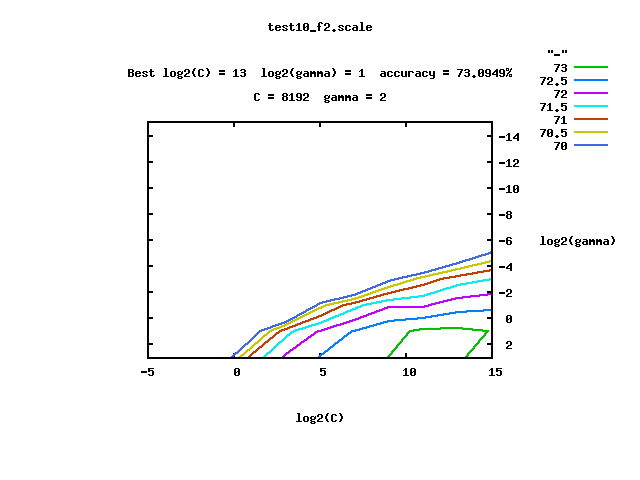 test10_f2.scale
"-"
Best log2(C) = 13  log2(gamma) = 1  accuracy = 73.0949%
C = 8192  gamma = 2
73
72.5
72
71.5
71
70.5
70
-14
-12
-10
-8
-6
log2(gamma)
-4
-2
0
2
-5 0 5 10 15
log2(C)